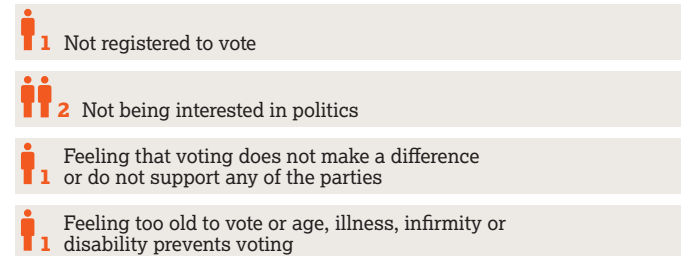 1 Not registered to vote
2 Not being interested in politics
Feeling that voting does not make a difference
1 or do not support any of the parties
Feeling too old to vote or age, illness, infirmity or
1 disability prevents voting